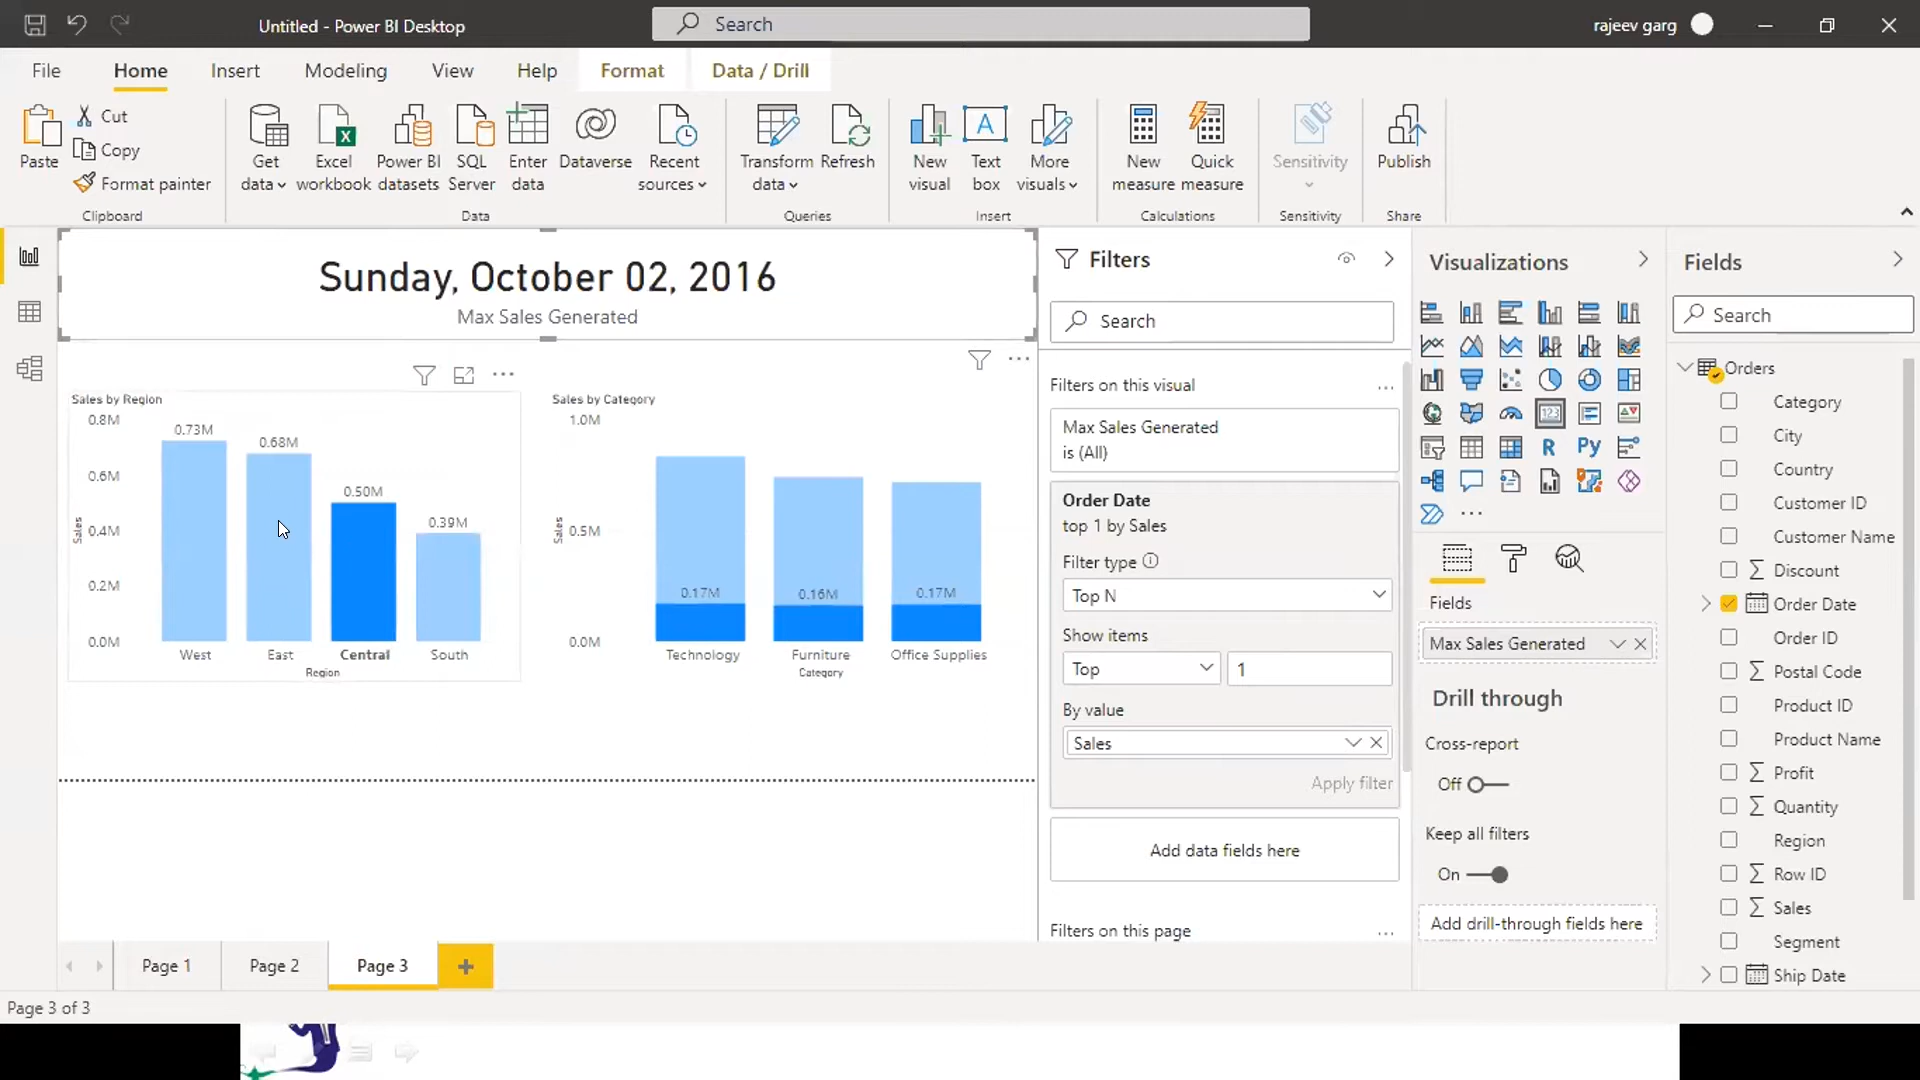 Untitled - Power BI Desktop
Search
rajeev garg
File
Home
Insert
Modeling
View
Help
Format
Data / Drill
Paste
Cut
Copy
Format painter
Clipboard
Get data
Excel workbook
Power BI datasets
SQL Server
Enter data
Dataverse
Recent sources
Data
Transform data
Refresh
Queries
New visual
Text box
More visuals
Insert
New measure
Quick measure
Calculations
Sensitivity
Sensitivity
Publish
Share
Sunday, October 02, 2016
Max Sales Generated
Sales by Region
0.8M
0.6M
0.4M
0.2M
0.0M
Sales
0.73M
0.68M
0.50M
0.39M
West
East
Central
South
Region
Sales by Category
1.0M
0.5M
0.0M
Sales
0.17M
0.16M
0.17M
Technology
Furniture
Office Supplies
Category
Filters
Search
Filters on this visual
Max Sales Generated
is (All)
Order Date
top 1 by Sales
Filter type
Top N
Show items
Top
1
By value
Sales
Apply filter
Add data fields here
Filters on this page
Visualizations
123
R
Py
Fields
Max Sales Generated
Drill through
Cross-report
Off
Keep all filters
On
Add drill-through fields here
Fields
Search
Orders
Category
City
Country
Customer ID
Customer Name
Discount
Order Date
Order ID
Postal Code
Product ID
Product Name
Profit
Quantity
Region
Row ID
Sales
Segment
Ship Date
Page 1
Page 2
Page 3
Page 3 of 3